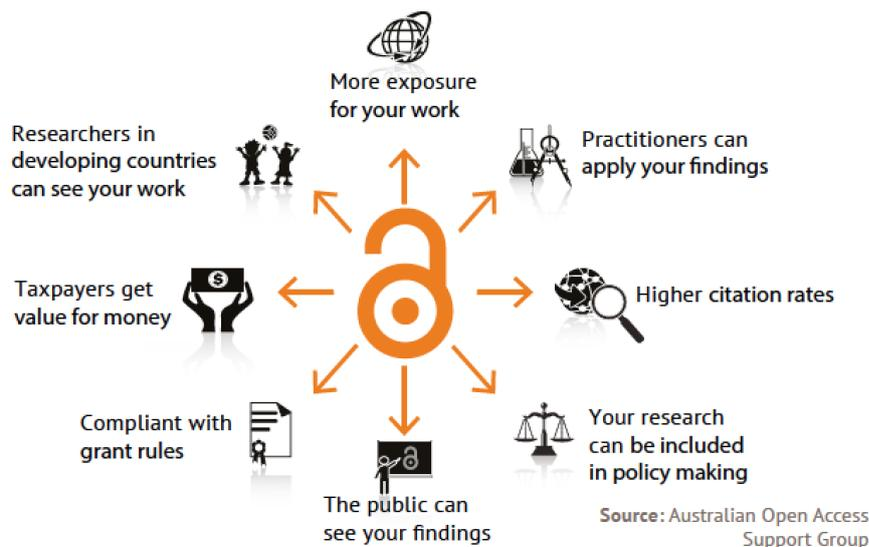 More exposure
for your work
Practitioners can
apply your findings
Higher citation rates
Your research
can be included
in policy making
The public can
see your findings
Compliant with
grant rules
Taxpayers get
value for money
Researchers in
developing countries
can see your work
$
Source: Australian Open Access
Support Group